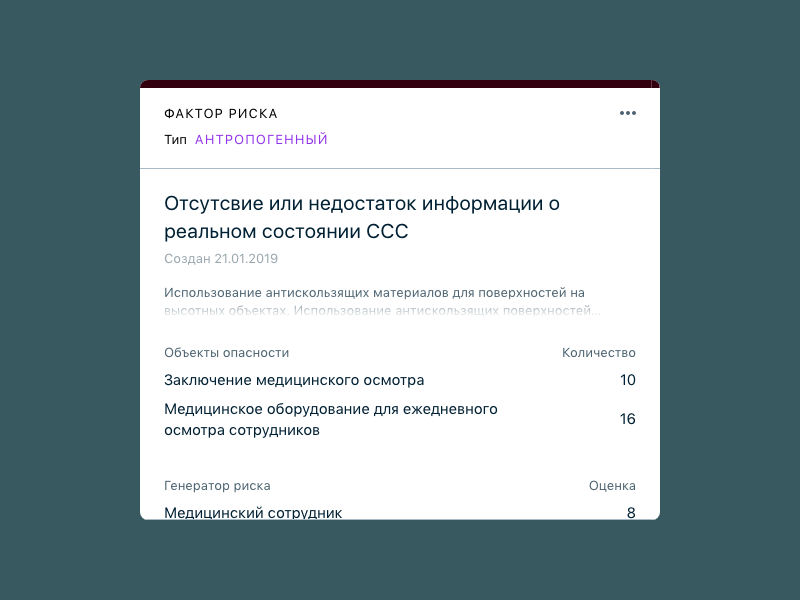 ФАКТОР РИСКА
Тип АНТРОПОГЕННЫЙ
Отсутсвие или недостаток информации о
реальном состоянии ССС
Создан 21.01.2019
Использование антискользящих материалов для поверхностей на
высотных объектах. Использование антискользящих поверхностей...
Объекты опасности Количество
Заключение медицинского осмотра 10
Медицинское оборудование для ежедневного
осмотра сотрудников 16
Генератор риска Оценка
Медицинский сотрудник 8